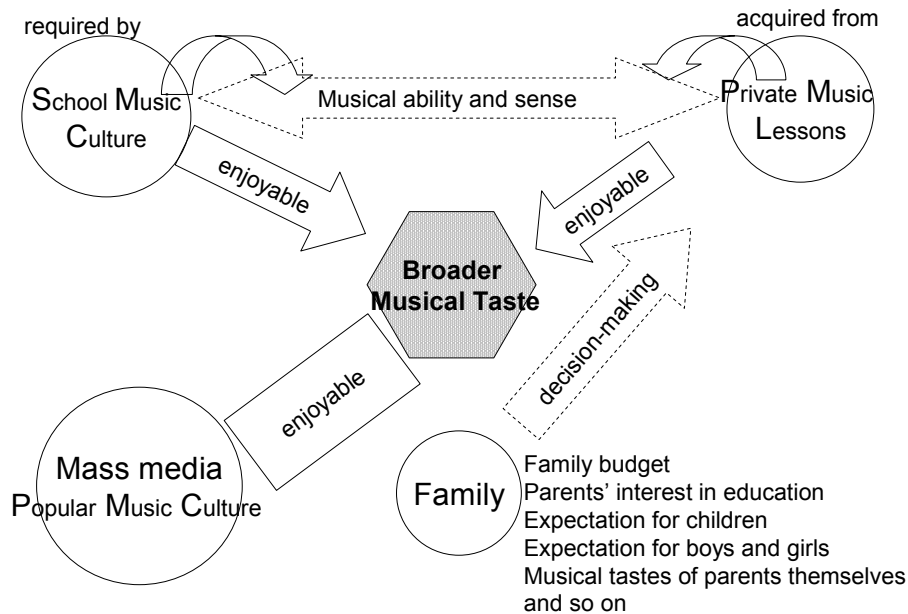 required by
acquired from
School Music
Culture
Musical ability and sense
Private Music
Lessons
enjoyable
enjoyable
Broader
Musical Taste
decision-making
enjoyable
Mass media
Popular Music Culture
Family
Family budget
Parents' interest in education
Expectation for children
Expectation for boys and girls
Musical tastes of parents themselves
and so on